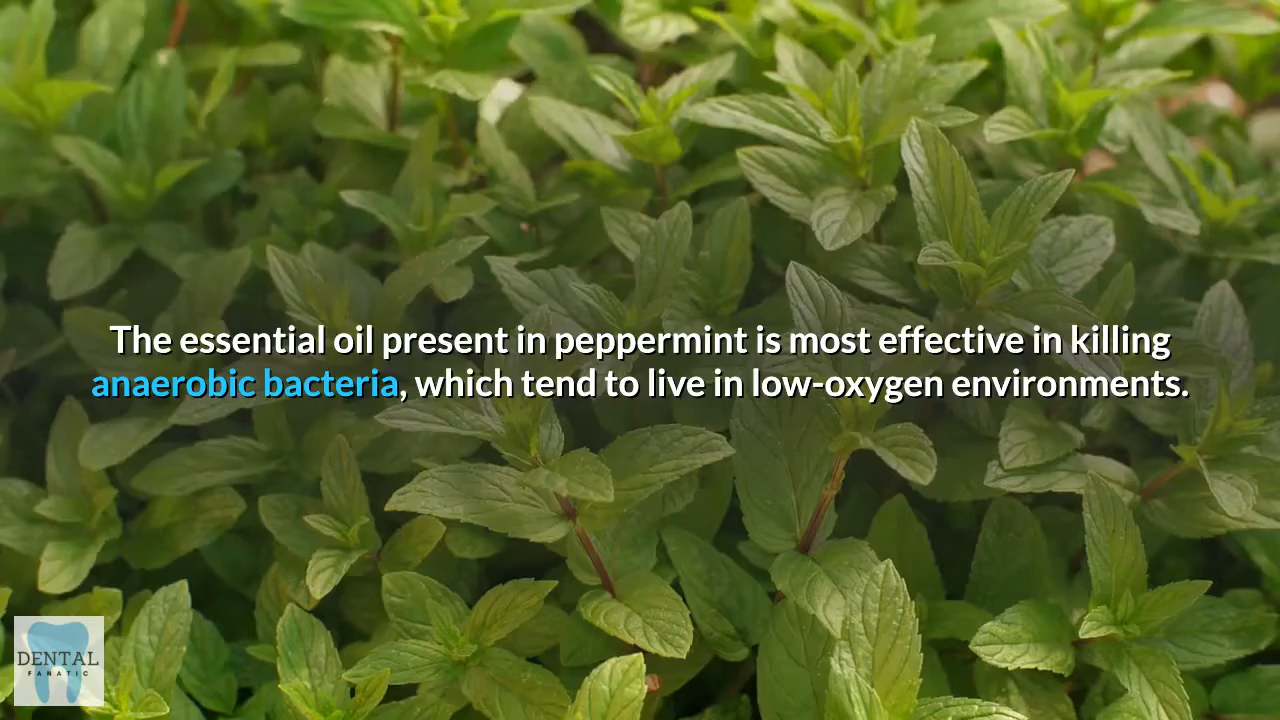 The essential oil present in peppermint is most effective in killing
anaerobic bacteria, which tend to live in low-oxygen environments.
DENTAL
FANATIC